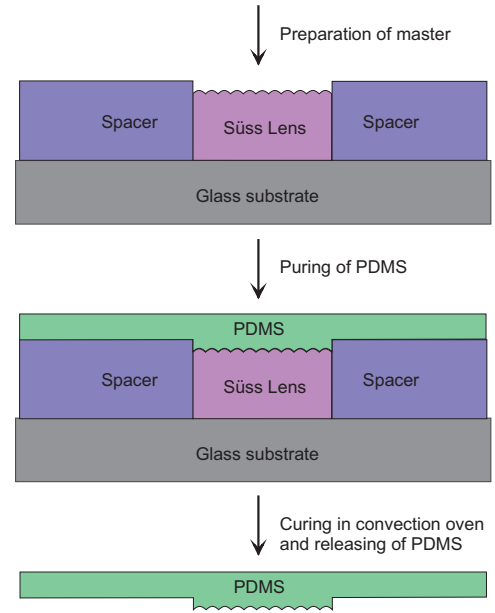 Preparation of master
Spacer
Süss Lens
Spacer
Glass substrate
Puring of PDMS
PDMS
Spacer
Süss Lens
Spacer
Glass substrate
Curing in convection oven
and releasing of PDMS
PDMS